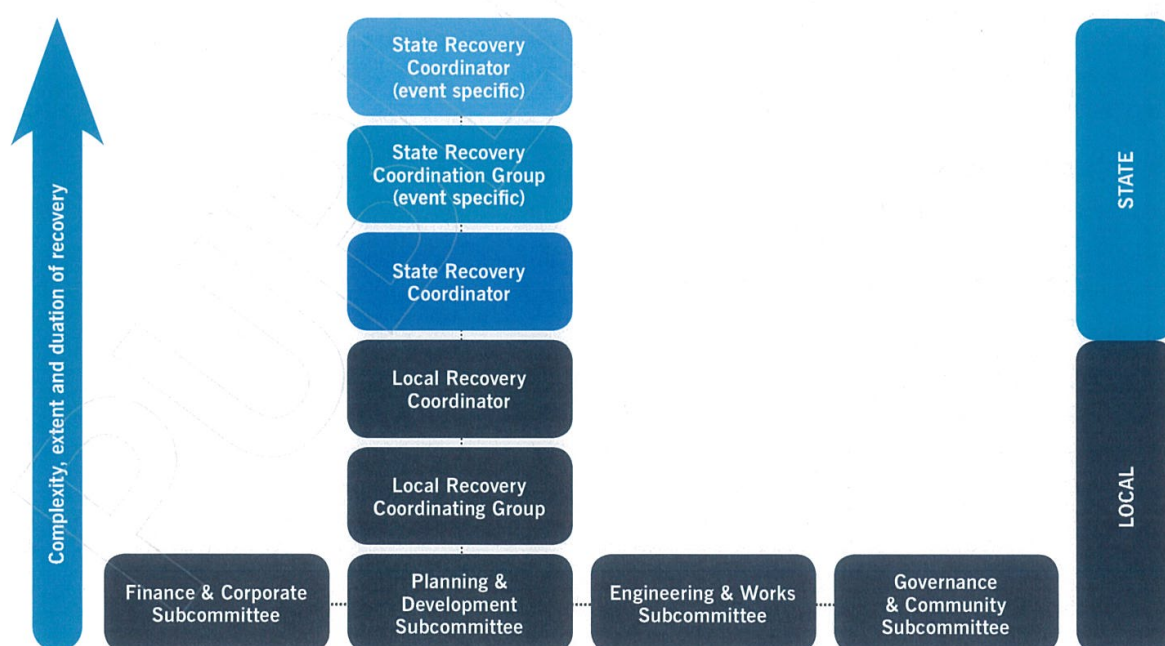 State Recovery
Coordinator
(event specific)
State Recovery
Coordination Group
(event specific)
State Recovery
Coordinator
Local Recovery
Coordinator
Local Recovery
Coordinating Group
Finance & Corporate
Subcommittee
Planning &
Development
Subcommittee
Engineering & Works
Subcommittee
Governance
& Community
Subcommittee
Complexity, extent and duation of recovery
STATE
LOCAL